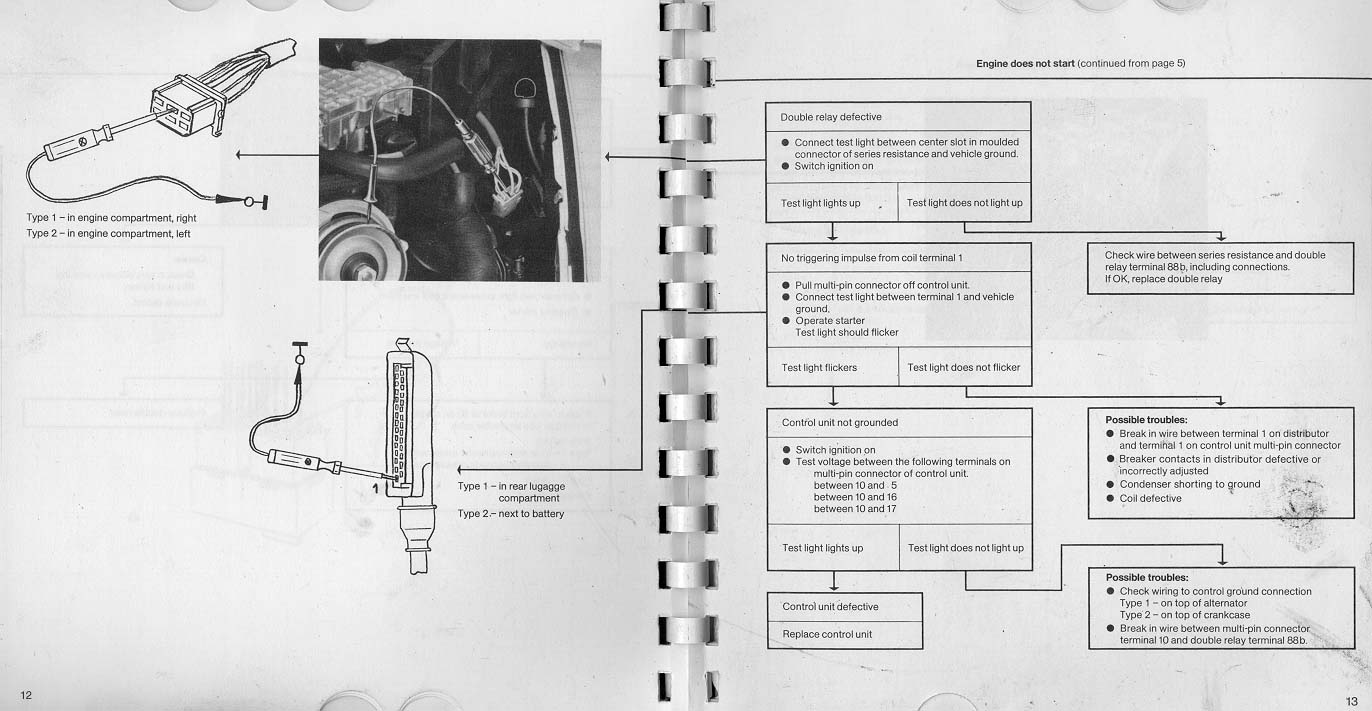 Type 1 – in engine compartment, right
Type 2 – in engine compartment, left
1
Type 1 – in rear lugagge
compartment
Type 2.– next to battery
12
Engine does not start (continued from page 5)
Double relay defective
● Connect test light between center slot in moulded
connector of series resistance and vehicle ground.
● Switch ignition on
Test light lights up
Test light does not light up
Check wire between series resistance and double
relay terminal 88b, including connections.
If OK, replace double relay
No triggering impulse from coil terminal 1
● Pull multi-pin connector off control unit.
● Connect test light between terminal 1 and vehicle
ground.
● Operate starter
Test light should flicker
Test light flickers
Test light does not flicker
Possible troubles:
● Break in wire between terminal 1 on distributor
and terminal 1 on control unit multi-pin connector
● Breaker contacts in distributor defective or
incorrectly adjusted
● Condenser shorting to ground
● Coil defective
Control unit not grounded
● Switch ignition on
● Test voltage between the following terminals on
multi-pin connector of control unit.
between 10 and 5
between 10 and 16
between 10 and 17
Test light lights up
Test light does not light up
Possible troubles:
● Check wiring to control ground connection
Type 1 – on top of alternator
Type 2 – on top of crankcase
● Break in wire between multi-pin connector
terminal 10 and double relay terminal 88b.
Control unit defective
Replace control unit
13